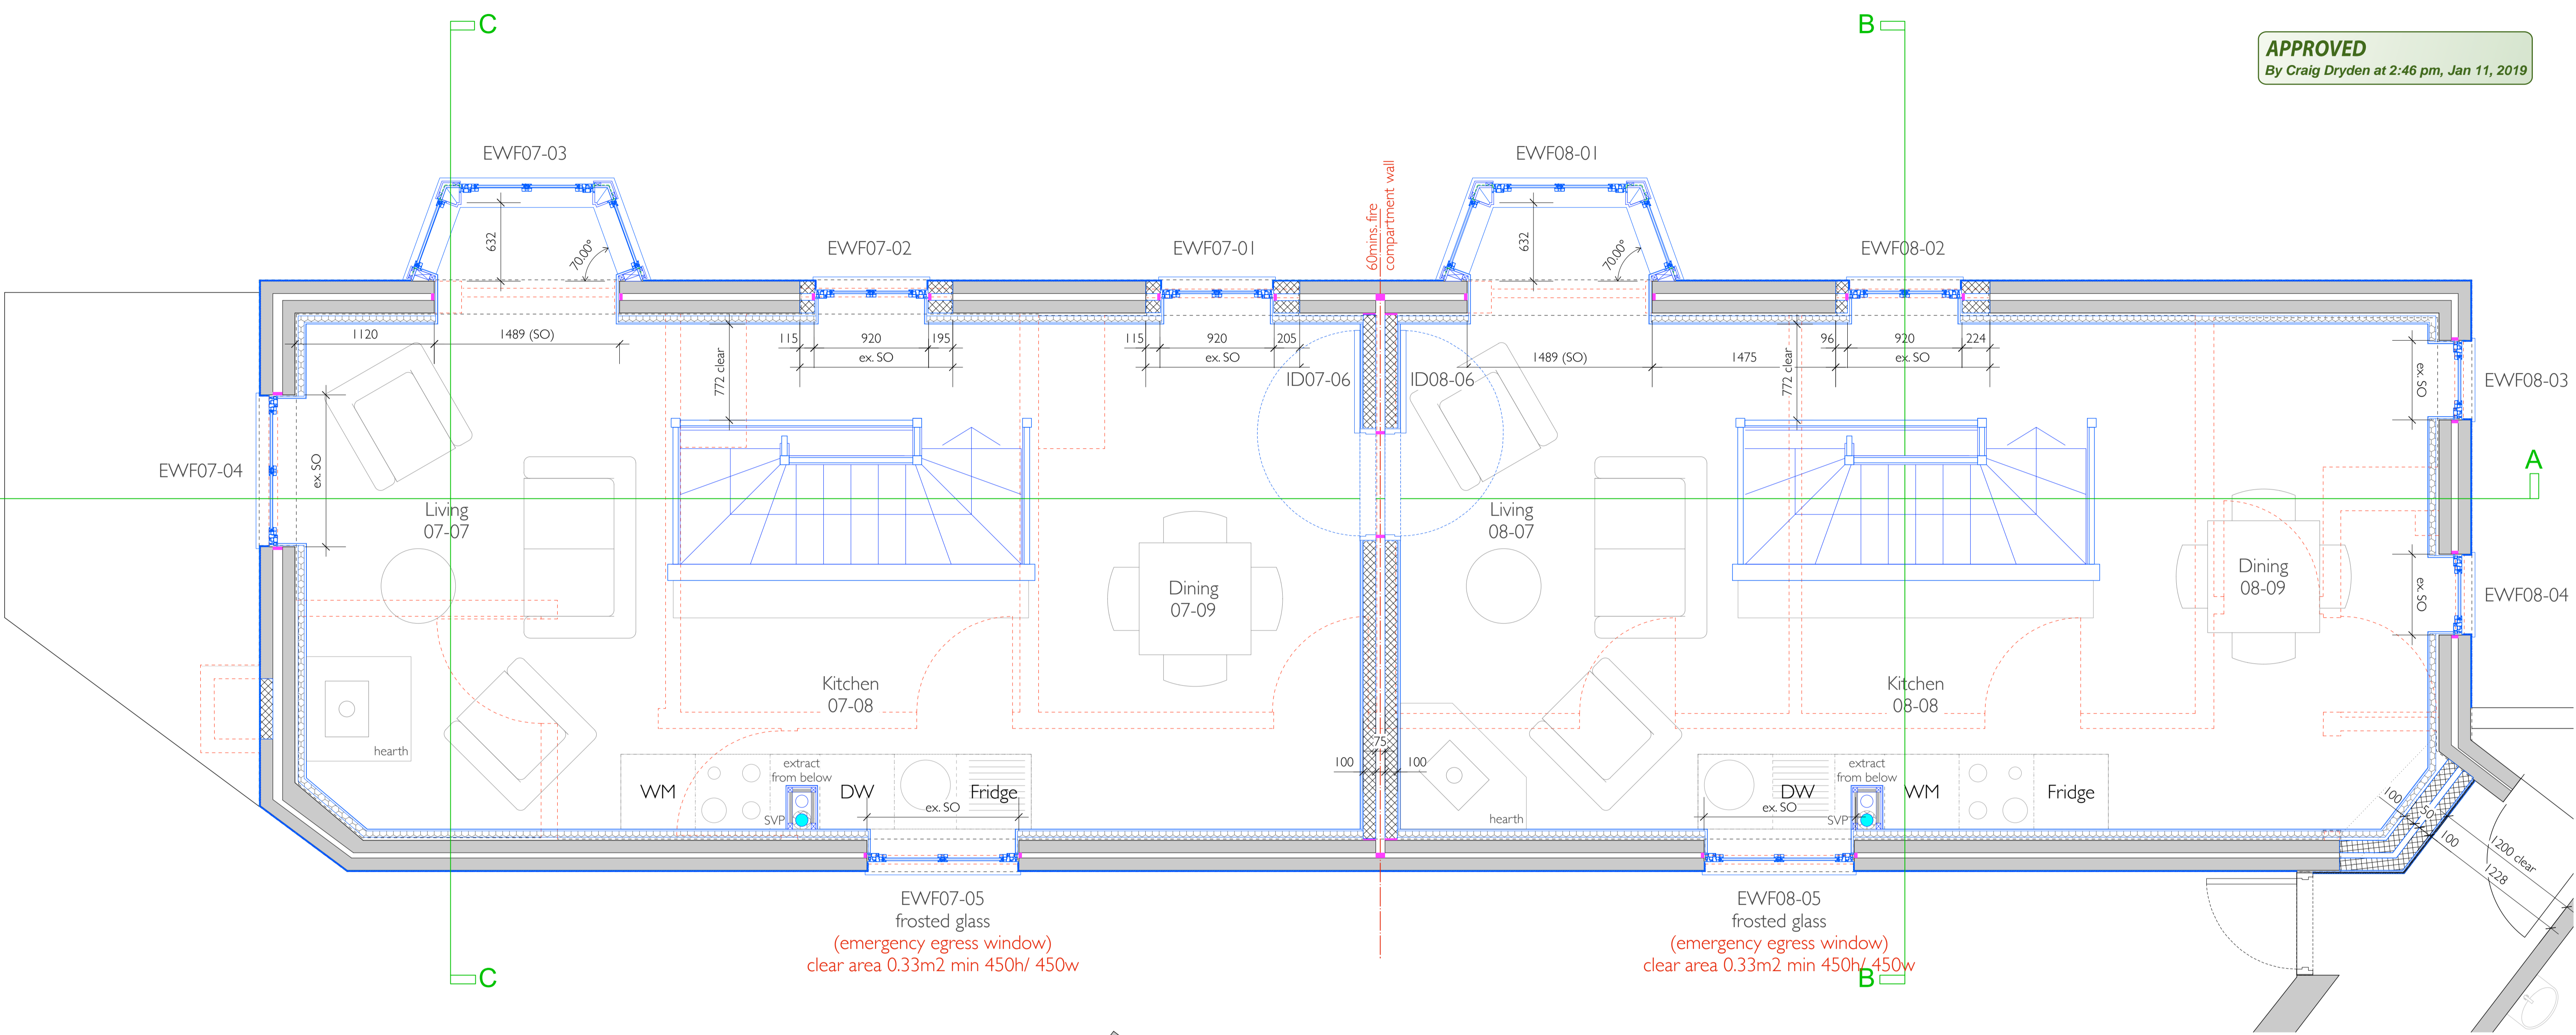 C
B
APPROVED
By Craig Dryden at 2:46 pm, Jan 11, 2019
EWF07-03
EWF08-01
60mins. fire
compartment wall
632
70.00°
EWF07-02
EWF07-01
632
70.00°
EWF08-02
1120
1489 (SO)
772 clear
115
920
195
ex. SO
115
920
205
ex. SO
ID07-06
ID08-06
1489 (SO)
1475
772 clear
96
920
224
ex. SO
ex. SO
EWF08-03
EWF07-04
ex. SO
A
Living
07-07
Living
08-07
Dining
07-09
Dining
08-09
ex. SO
EWF08-04
Kitchen
07-08
Kitchen
08-08
hearth
75
100
100
WM
extract
from below
DW
Fridge
ex. SO
SVP
hearth
DW
extract
from below
WM
Fridge
ex. SO
SVP
100
50
100
1200 clear
1228
EWF07-05
frosted glass
(emergency egress window)
clear area 0.33m2 min 450h/ 450w
EWF08-05
frosted glass
(emergency egress window)
clear area 0.33m2 min 450h/ 450w
C
B